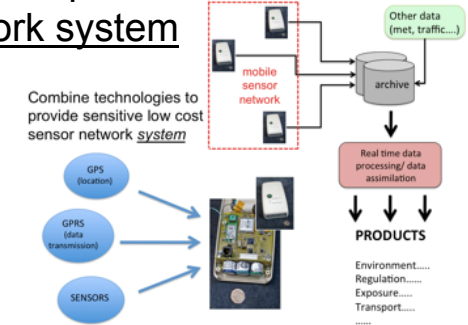 rk system
Other data
(met, traffic....)
mobile
sensor
network
archive
Combine technologies to
provide sensitive low cost
sensor network system
Real time data
processing/ data
assimilation
GPS
(location)
GPRS
(data
transmission)
SENSORS
PRODUCTS
Environment.....
Regulation......
Exposure.....
Transport.....
......